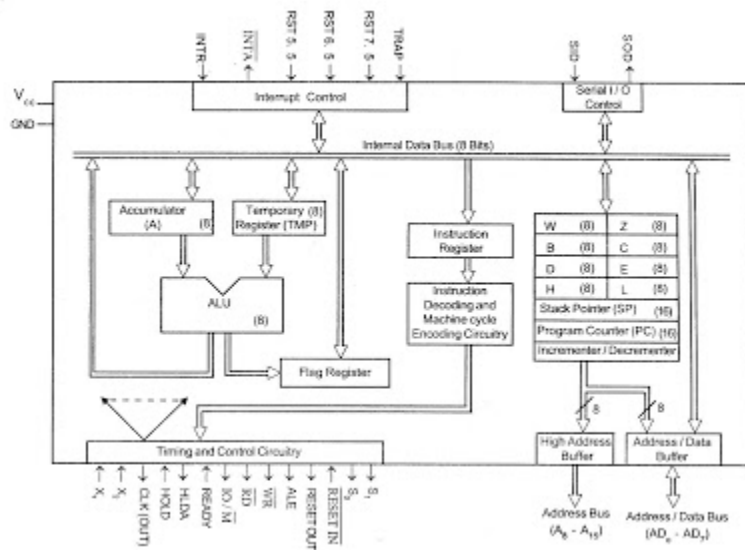 INTR
INTA
RST 5.5
RST 6.5
RST 7.5
TRAP
SID
SOD
Vcc
GND
Interrupt Control
Serial I / O
Control
Internal Data Bus (8 Bits)
Accumulator
(A) (8)
Temporary (8)
Register (TMP)
Instruction
Register
W (8) Z (8)
B (8) C (8)
D (8) E (8)
H (8) L (8)
Stack Pointer (SP) (16)
Program Counter (PC) (16)
Incrementer / Decrementer
ALU
(8)
Instruction
Decoding and
Machine cycle
Encoding Circuitry
Flag Register
8
8
Timing and Control Circuitry
High Address
Buffer
Address / Data
Buffer
CLK (OUT)
HOLD
HLDA
READY
IO / M
RD
WR
ALE
RESET OUT
RESET IN
S0
S1
Address Bus
(A8 - A15)
Address / Data Bus
(AD0 - AD7)